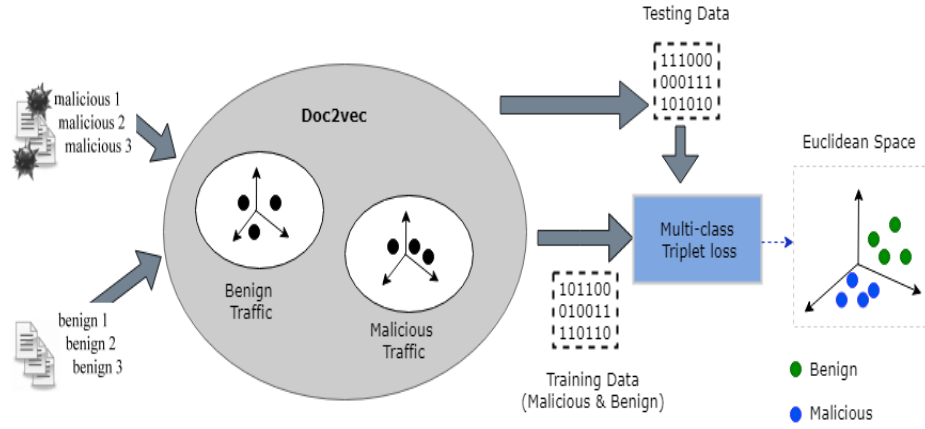 malicious 1
malicious 2
malicious 3
benign 1
benign 2
benign 3
Doc2vec
Benign
Traffic
Malicious
Traffic
Testing Data
111000
000111
101010
101100
010011
110110
Training Data
(Malicious & Benign)
Multi-class
Triplet loss
Euclidean Space
Benign
Malicious